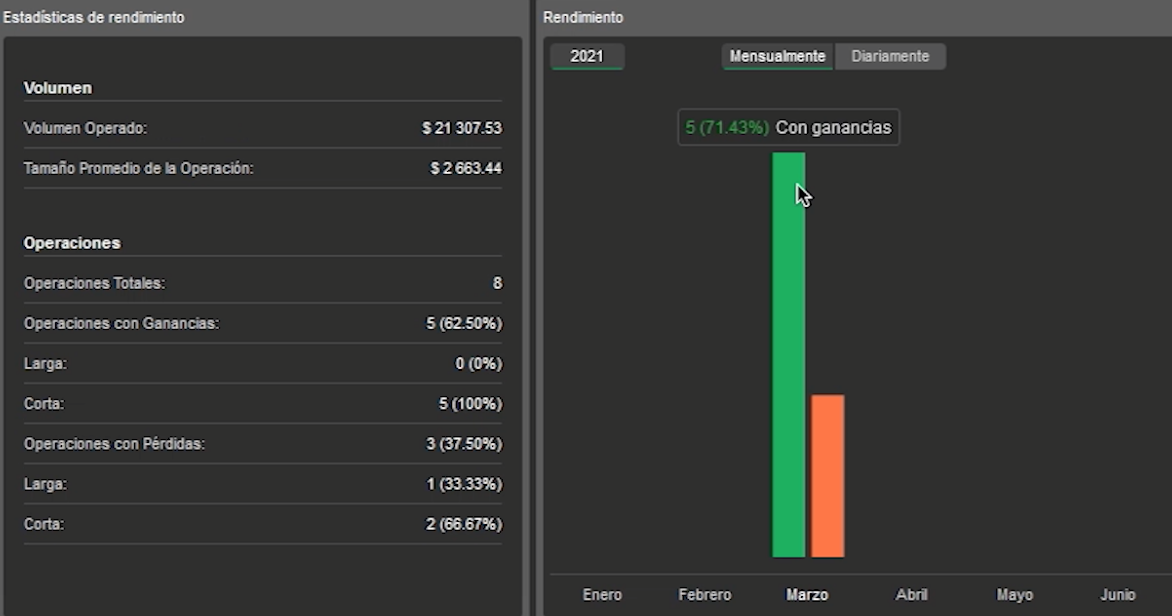 Estadísticas de rendimiento
Volumen
Volumen Operado: $ 21 307.53
Tamaño Promedio de la Operación: $ 2 663.44
Operaciones
Operaciones Totales: 8
Operaciones con Ganancias: 5 (62.50%)
Larga: 0 (0%)
Corta: 5 (100%)
Operaciones con Pérdidas: 3 (37.50%)
Larga: 1 (33.33%)
Corta: 2 (66.67%)
Rendimiento
2021 Mensualmente Diariamente
5 (71.43%) Con ganancias
Enero Febrero Marzo Abril Mayo Junio